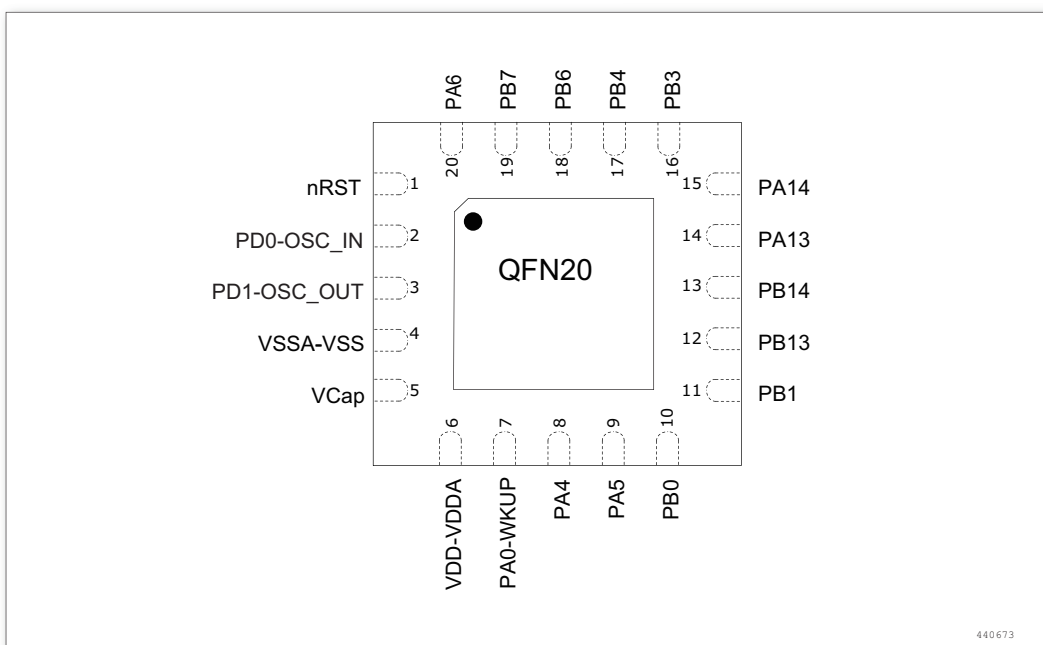 PA6
PB7
PB6
PB4
PB3
20
19
18
17
16
nRST
1
PD0-OSC_IN
2
PD1-OSC_OUT
3
VSSA-VSS
4
VCap
5
QFN20
15
PA14
14
PA13
13
PB14
12
PB13
11
PB1
6
7
8
9
10
VDD-VDDA
PA0-WKUP
PA4
PA5
PB0
440673